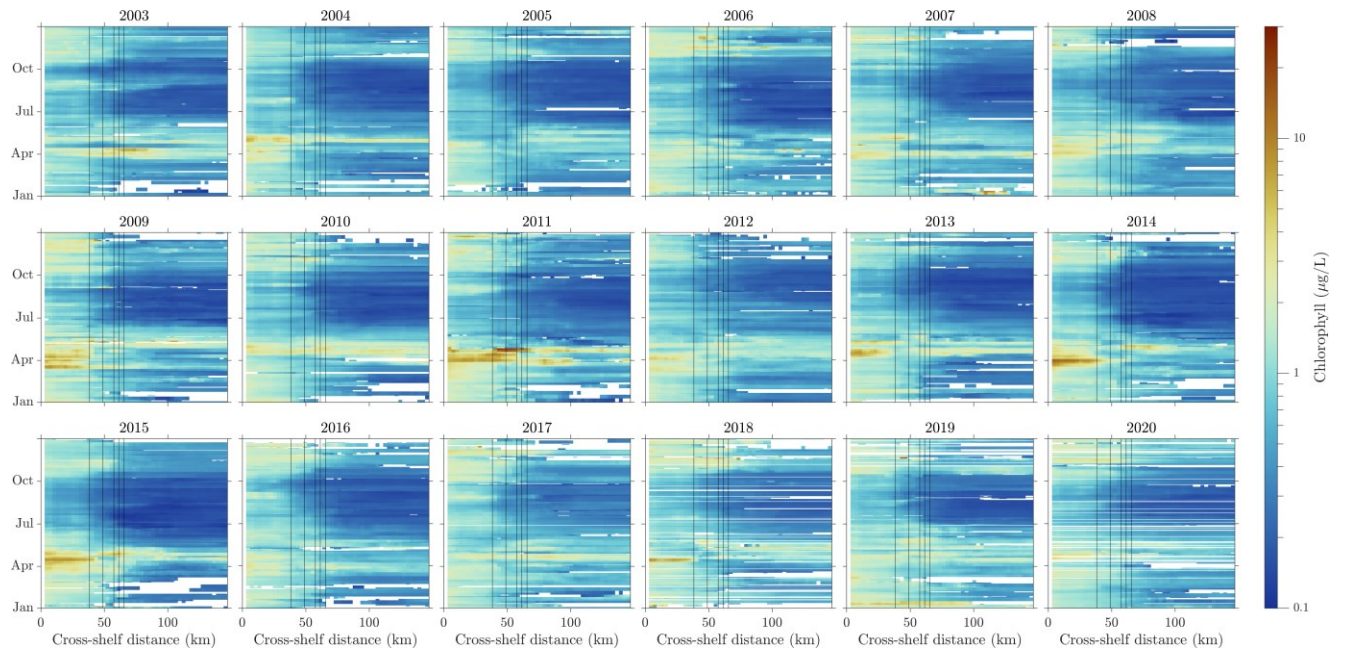 2003 2004 2005 2006 2007 2008
Oct
Jul
Apr
Jan
10
2009 2010 2011 2012 2013 2014
Oct
Jul
Apr
Jan
1
Chlorophyll (μg/L)
2015 2016 2017 2018 2019 2020
Oct
Jul
Apr
Jan
0.1
0 50 100 0 50 100 0 50 100 0 50 100 0 50 100 0 50 100
Cross-shelf distance (km) Cross-shelf distance (km) Cross-shelf distance (km) Cross-shelf distance (km) Cross-shelf distance (km) Cross-shelf distance (km)